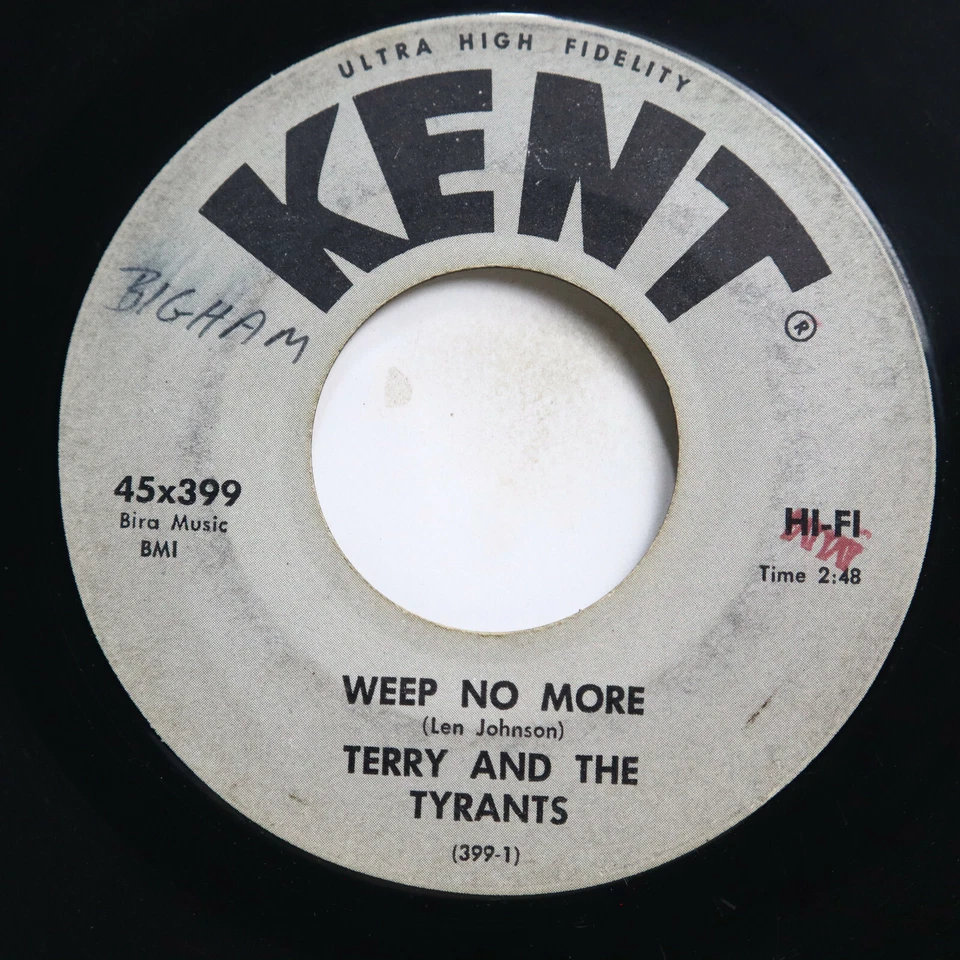 ULTRA HIGH FIDELITY
KENT
®
BIGHAM
45x399
Bira Music
BMI
HI-FI
Time 2:48
WEEP NO MORE
(Len Johnson)
TERRY AND THE
TYRANTS
(399-1)